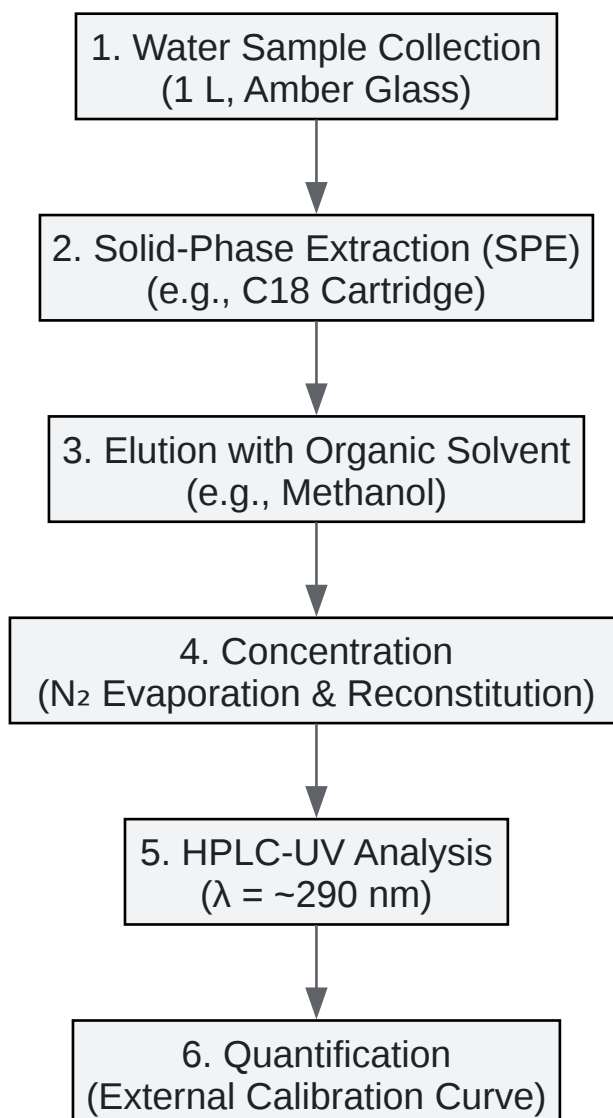 1. Water Sample Collection
(1 L, Amber Glass)
2. Solid-Phase Extraction (SPE)
(e.g., C18 Cartridge)
3. Elution with Organic Solvent
(e.g., Methanol)
4. Concentration
(N₂ Evaporation & Reconstitution)
5. HPLC-UV Analysis
(λ = ~290 nm)
6. Quantification
(External Calibration Curve)